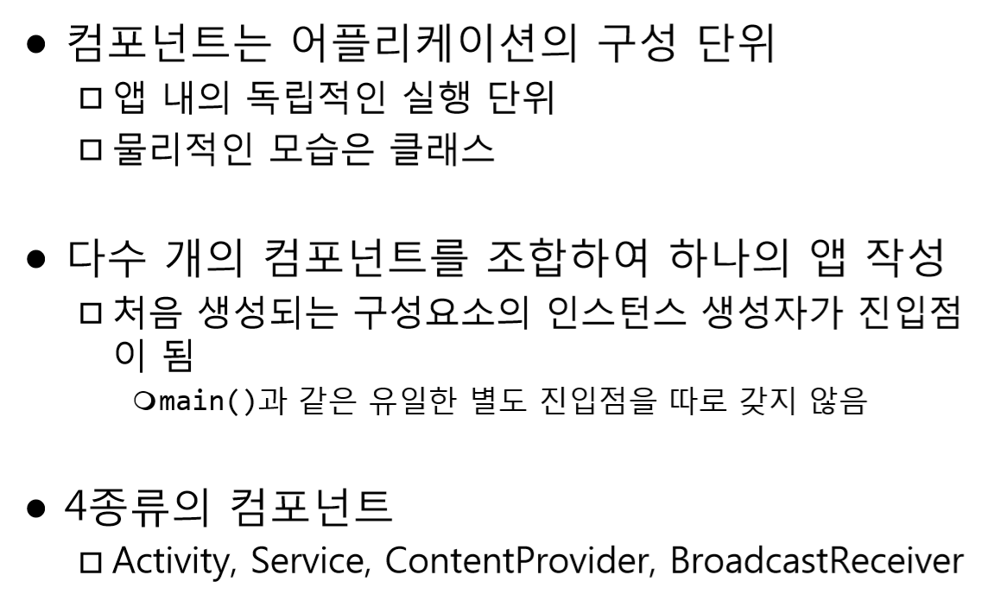 ● 컴포넌트는 어플리케이션의 구성 단위
□ 앱 내의 독립적인 실행 단위
□ 물리적인 모습은 클래스
● 다수 개의 컴포넌트를 조합하여 하나의 앱 작성
□ 처음 생성되는 구성요소의 인스턴스 생성자가 진입점
이 됨
❍main()과 같은 유일한 별도 진입점을 따로 갖지 않음
● 4종류의 컴포넌트
□ Activity, Service, ContentProvider, BroadcastReceiver